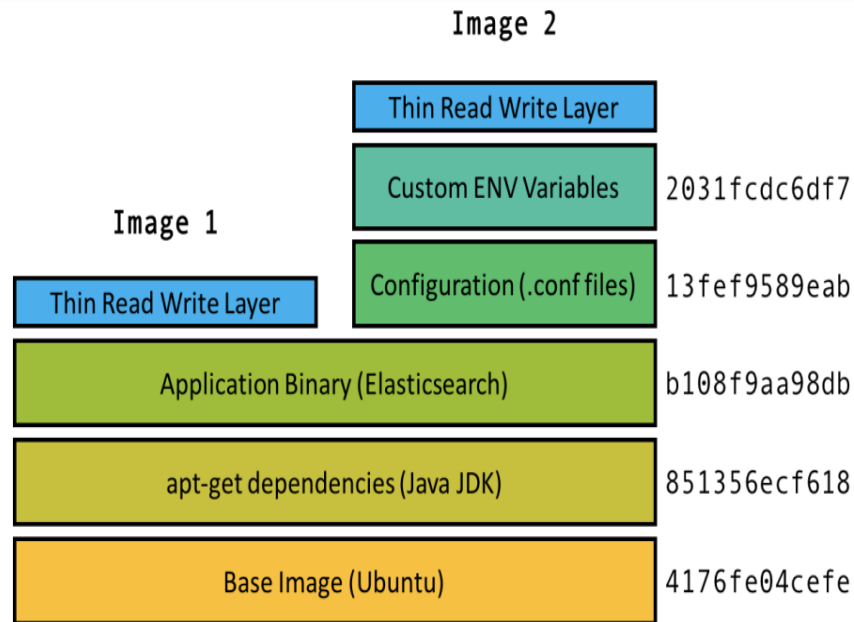 Image 2
Thin Read Write Layer
Custom ENV Variables 2031fcdc6df7
Image 1
Configuration (.conf files) 13fef9589eab
Thin Read Write Layer
Application Binary (Elasticsearch) b108f9aa98db
apt-get dependencies (Java JDK) 851356ecf618
Base Image (Ubuntu) 4176fe04cefe